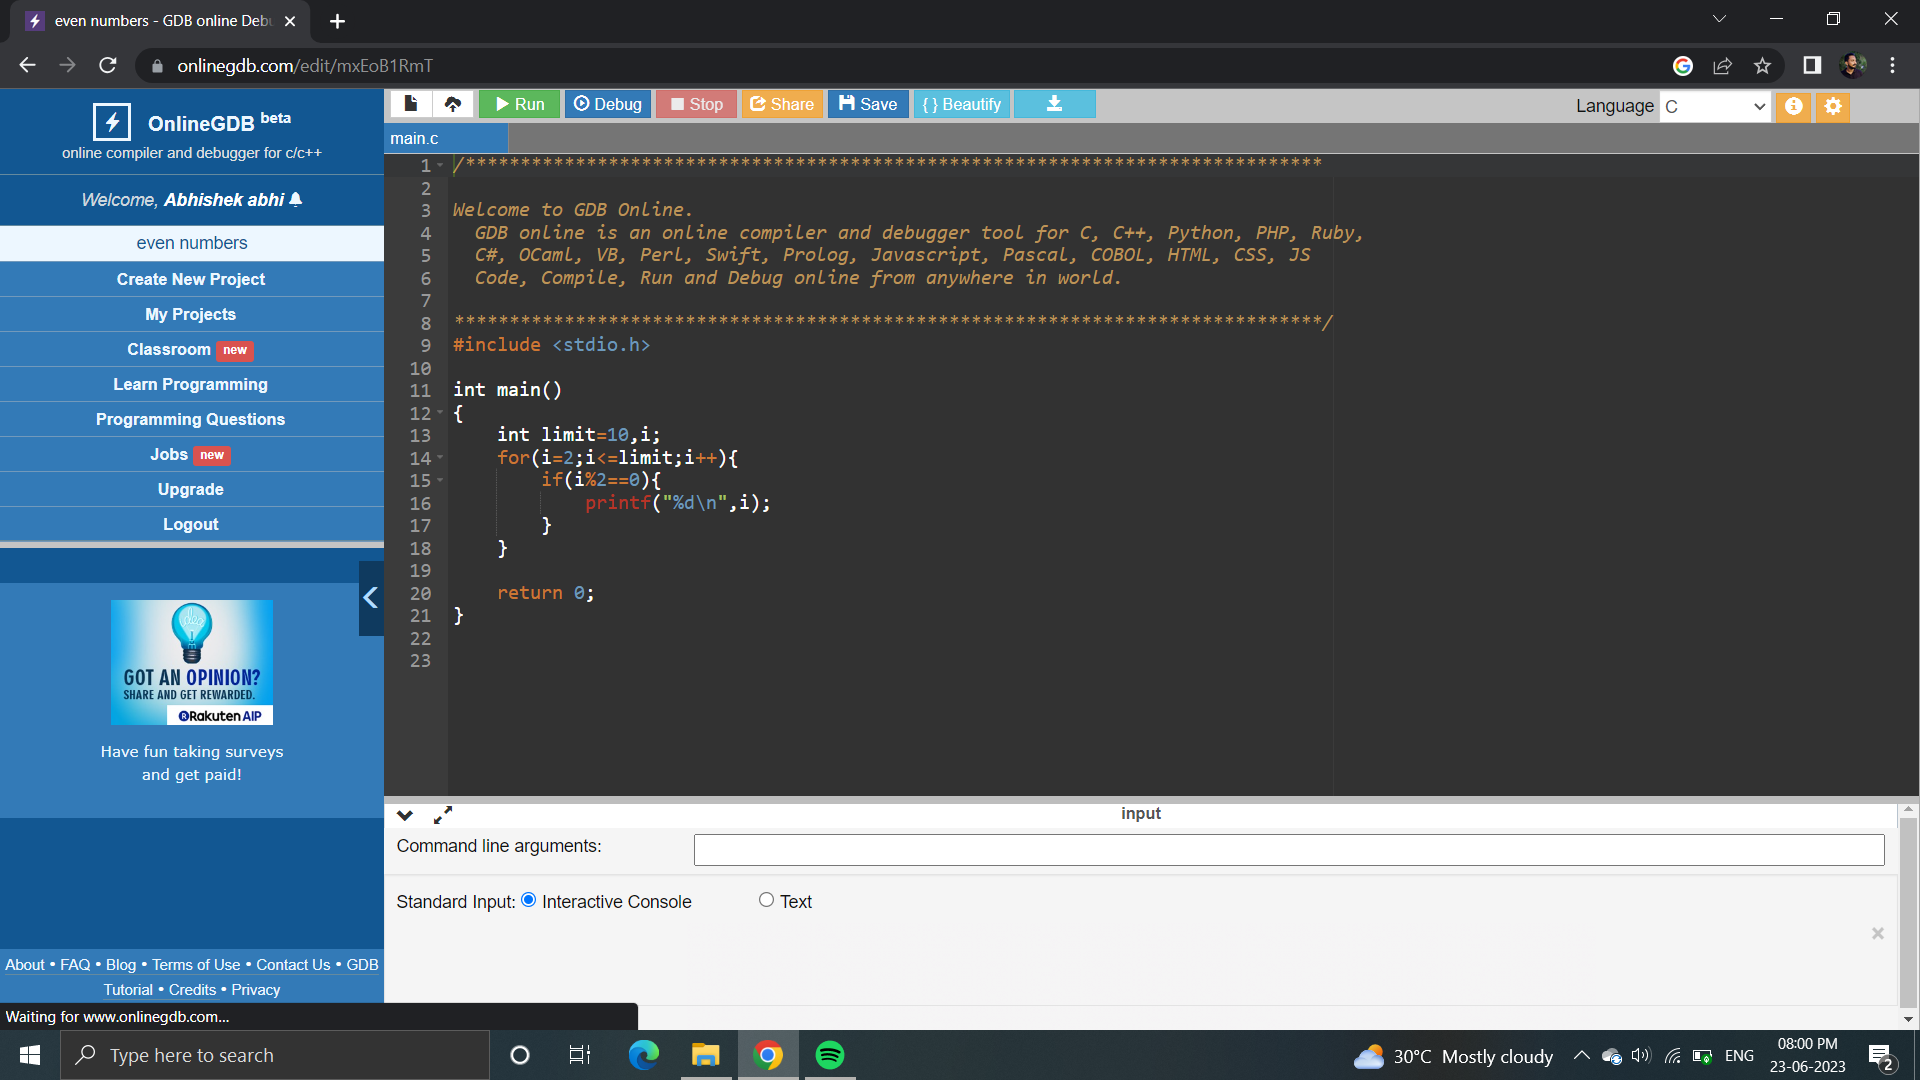 even numbers - GDB online Debu
onlinegdb.com/edit/mxEoB1RmT
OnlineGDB beta
online compiler and debugger for c/c++
Welcome, Abhishek abhi
even numbers
Create New Project
My Projects
Classroom new
Learn Programming
Programming Questions
Jobs new
Upgrade
Logout
idea
GOT AN OPINION?
SHARE AND GET REWARDED.
Rakuten AIP
Have fun taking surveys
and get paid!
About • FAQ • Blog • Terms of Use • Contact Us • GDB
Tutorial • Credits • Privacy
Waiting for www.onlinegdb.com...
Run Debug Stop Share Save {} Beautify
Language C
main.c
1 /******************************************************************************
2
3 Welcome to GDB Online.
4 GDB online is an online compiler and debugger tool for C, C++, Python, PHP, Ruby,
5 C#, OCaml, VB, Perl, Swift, Prolog, Javascript, Pascal, COBOL, HTML, CSS, JS
6 Code, Compile, Run and Debug online from anywhere in world.
7
8 *******************************************************************************/
9 #include <stdio.h>
10
11 int main()
12 {
13 int limit=10,i;
14 for(i=2;i<=limit;i++){
15 if(i%2==0){
16 printf("%d\n",i);
17 }
18 }
19
20 return 0;
21 }
22
23
input
Command line arguments:
Standard Input: Interactive Console Text
Type here to search
30°C Mostly cloudy
ENG
08:00 PM
23-06-2023
2